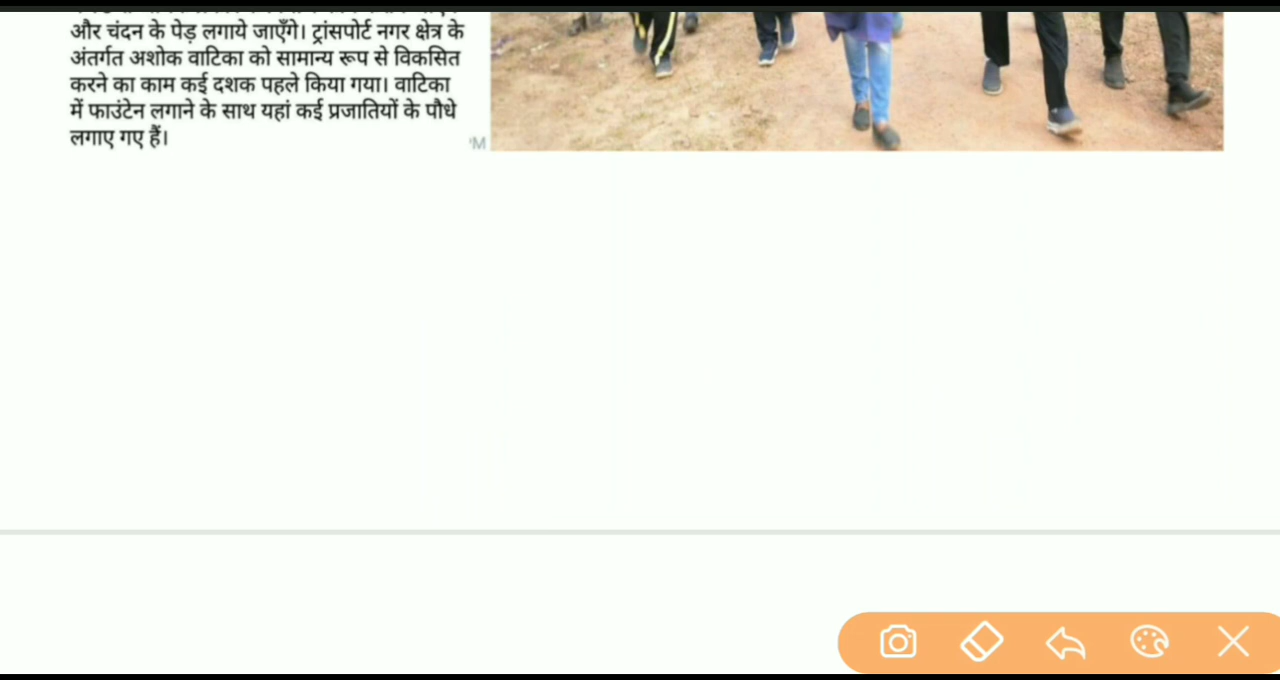 और चंदन के पेड़ लगाये जाएँगे। ट्रांसपोर्ट नगर क्षेत्र के
अंतर्गत अशोक वाटिका को सामान्य रूप से विकसित
करने का काम कई दशक पहले किया गया। वाटिका
में फाउंटेन लगाने के साथ यहां कई प्रजातियों के पौधे
लगाए गए हैं।